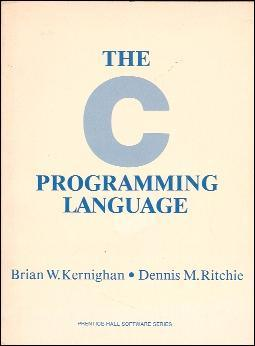 THE
C
PROGRAMMING
LANGUAGE
Brian W. Kernighan • Dennis M. Ritchie
PRENTICE-HALL SOFTWARE SERIES